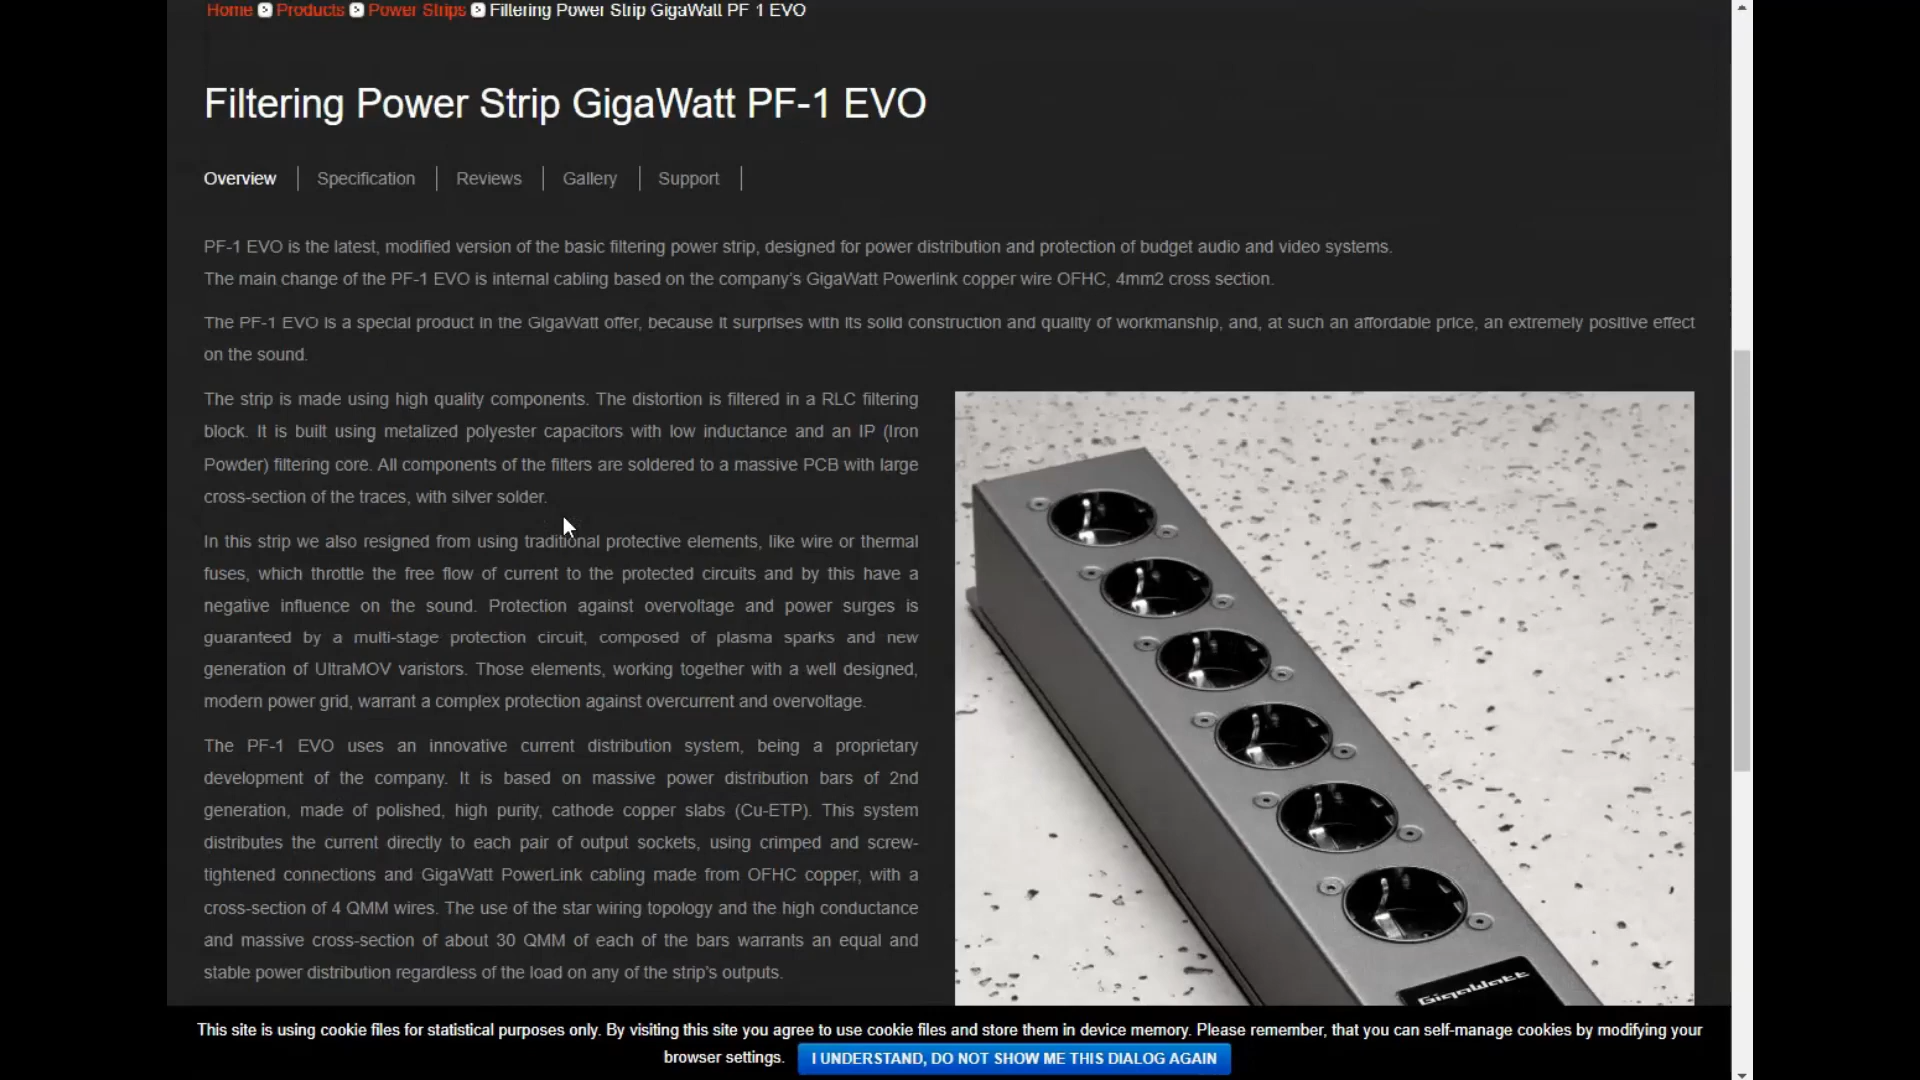 Home Products Power Strips Filtering Power Strip GigaWatt PF 1 EVO
Filtering Power Strip GigaWatt PF-1 EVO
Overview Specification Reviews Gallery Support
PF-1 EVO is the latest, modified version of the basic filtering power strip, designed for power distribution and protection of budget audio and video systems.
The main change of the PF-1 EVO is internal cabling based on the company's GigaWatt Powerlink copper wire OFHC, 4mm2 cross section.
The PF-1 EVO is a special product in the GigaWatt offer, because it surprises with its solid construction and quality of workmanship, and, at such an affordable price, an extremely positive effect
on the sound.
The strip is made using high quality components. The distortion is filtered in a RLC filtering
block. It is built using metalized polyester capacitors with low inductance and an IP (Iron
Powder) filtering core. All components of the filters are soldered to a massive PCB with large
cross-section of the traces, with silver solder.
In this strip we also resigned from using traditional protective elements, like wire or thermal
fuses, which throttle the free flow of current to the protected circuits and by this have a
negative influence on the sound. Protection against overvoltage and power surges is
guaranteed by a multi-stage protection circuit, composed of plasma sparks and new
generation of UltraMOV varistors. Those elements, working together with a well designed,
modern power grid, warrant a complex protection against overcurrent and overvoltage.
The PF-1 EVO uses an innovative current distribution system, being a proprietary
development of the company. It is based on massive power distribution bars of 2nd
generation, made of polished, high purity, cathode copper slabs (Cu-ETP). This system
distributes the current directly to each pair of output sockets, using crimped and screw-
tightened connections and GigaWatt PowerLink cabling made from OFHC copper, with a
cross-section of 4 QMM wires. The use of the star wiring topology and the high conductance
and massive cross-section of about 30 QMM of each of the bars warrants an equal and
stable power distribution regardless of the load on any of the strip's outputs.
GigaWatt
This site is using cookie files for statistical purposes only. By visiting this site you agree to use cookie files and store them in device memory. Please remember, that you can self-manage cookies by modifying your
browser settings. I UNDERSTAND, DO NOT SHOW ME THIS DIALOG AGAIN